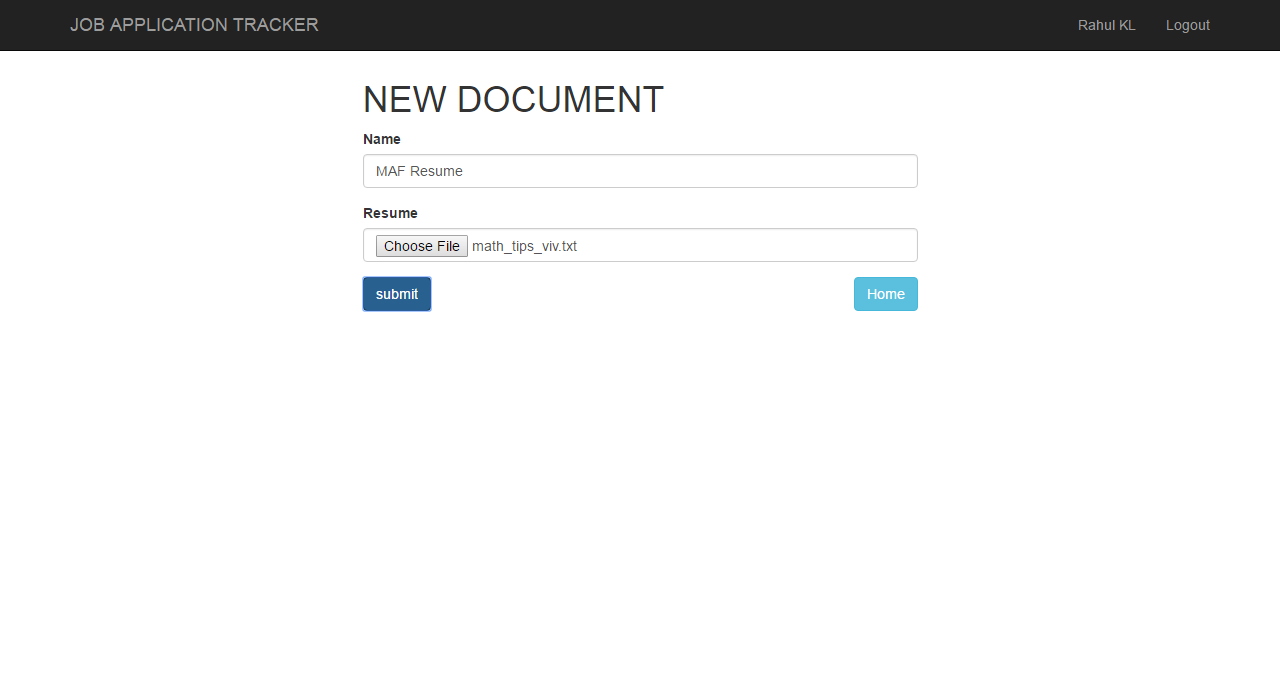 JOB APPLICATION TRACKER Rahul KL Logout
NEW DOCUMENT
Name
MAF Resume
Resume
Choose File math_tips_viv.txt
submit Home